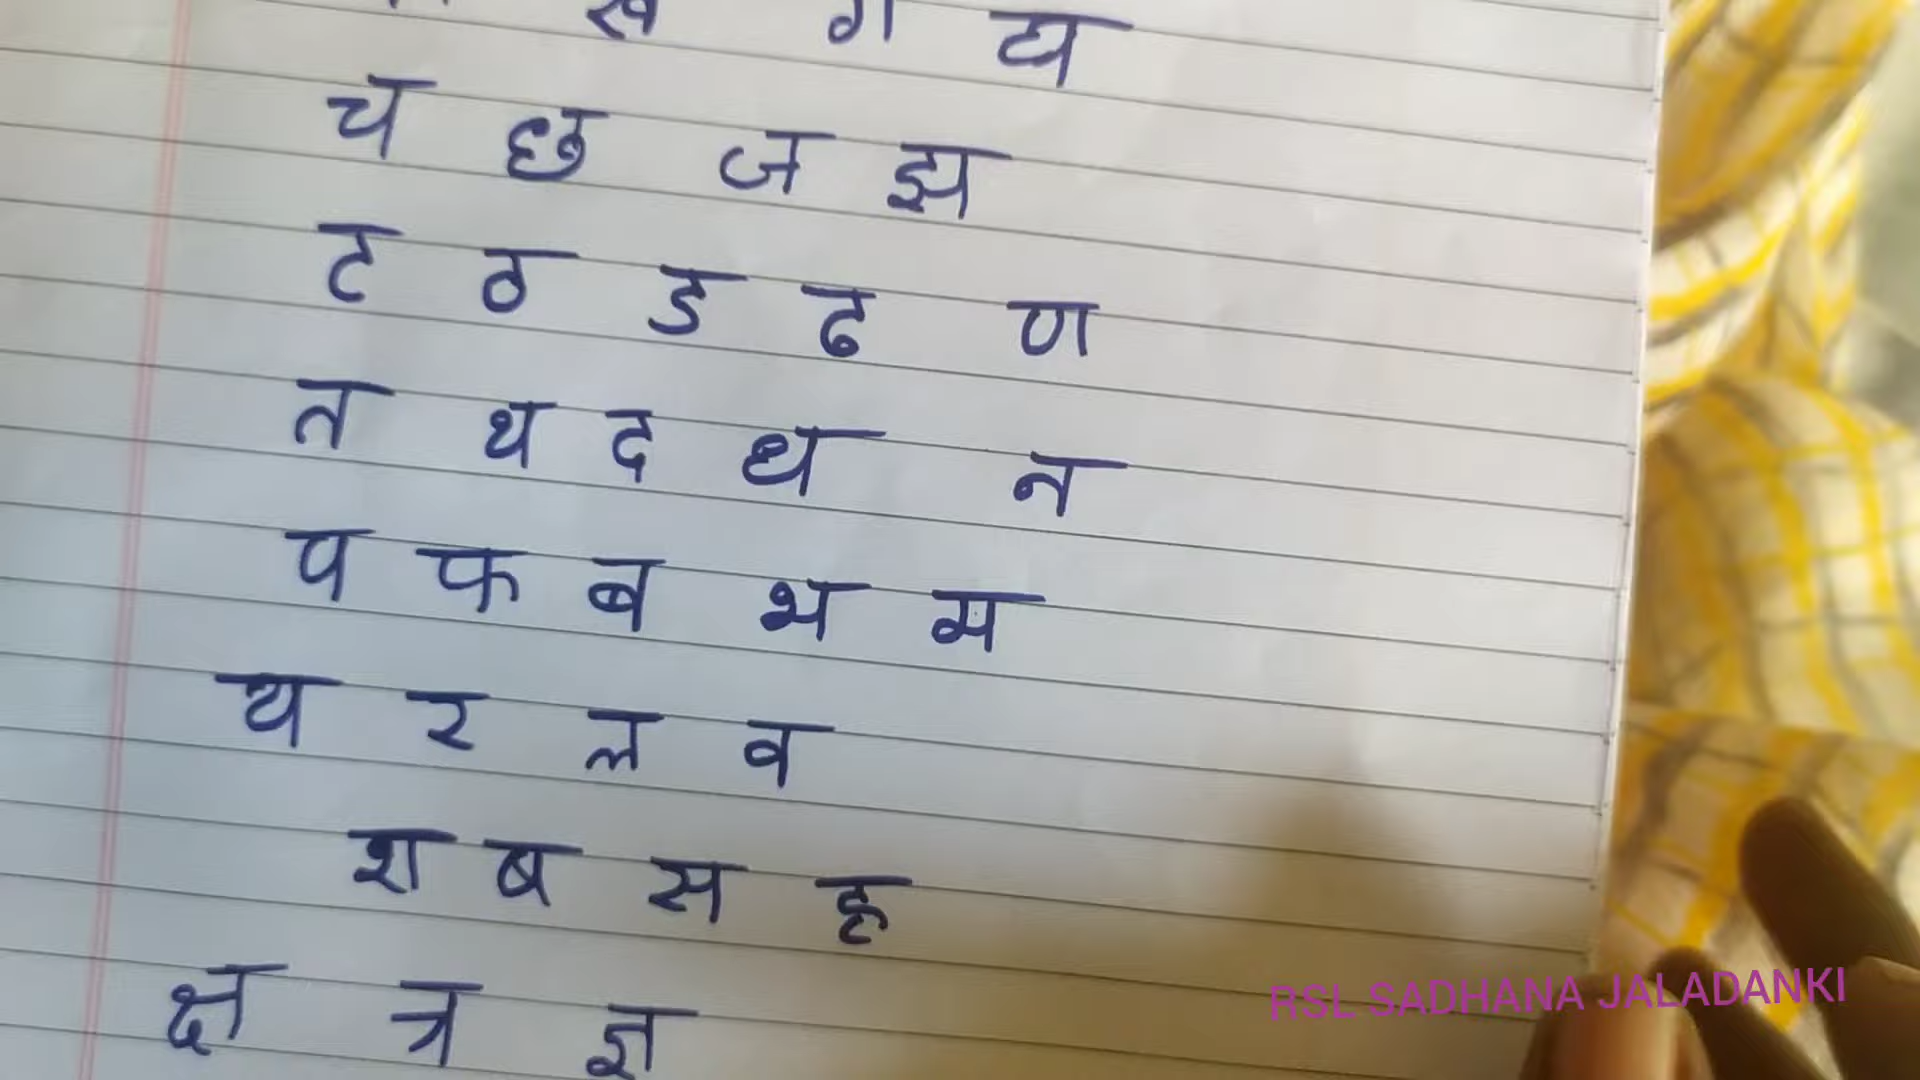 ख ग घ
च छ ज झ
ट ठ ड ढ ण
त थ द ध न
प फ ब भ म
य र ल व
श ष स ह
क्ष त्र ज्ञ
RSL SADHANA JALADANKI